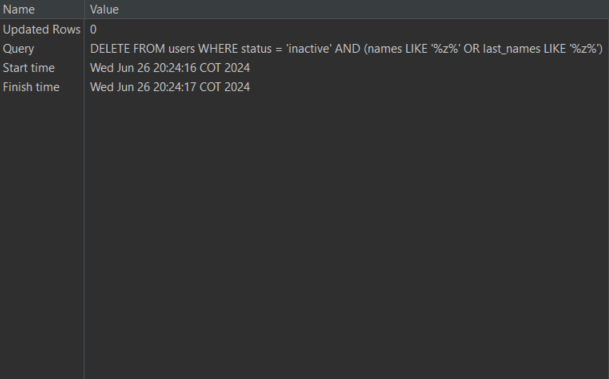 Name Value
Updated Rows 0
Query DELETE FROM users WHERE status = 'inactive' AND (names LIKE '%z%' OR last_names LIKE '%z%')
Start time Wed Jun 26 20:24:16 COT 2024
Finish time Wed Jun 26 20:24:17 COT 2024